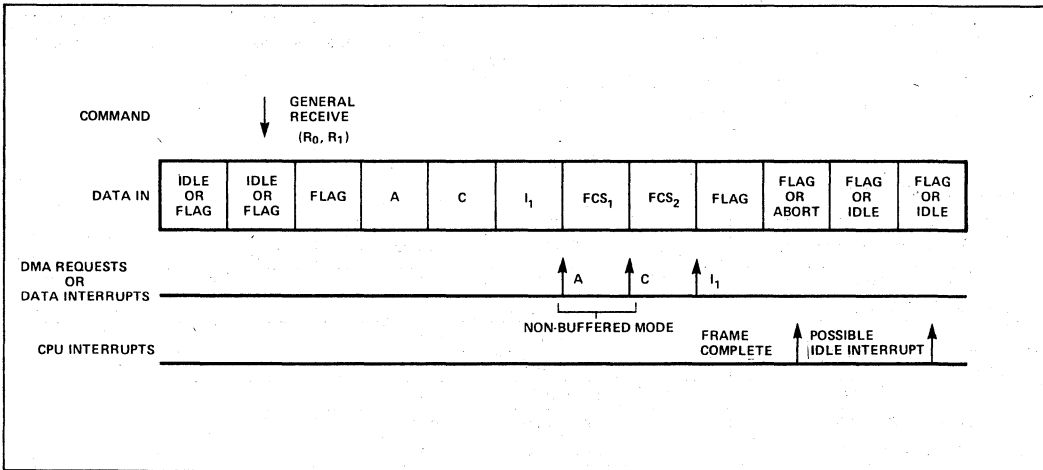 COMMAND
GENERAL
RECEIVE
(R0, R1)
DATA IN
IDLE
OR
FLAG
IDLE
OR
FLAG
FLAG
A
C
I1
FCS1
FCS2
FLAG
FLAG
OR
ABORT
FLAG
OR
IDLE
FLAG
OR
IDLE
DMA REQUESTS
OR
DATA INTERRUPTS
A
C
I1
NON-BUFFERED MODE
CPU INTERRUPTS
FRAME
COMPLETE
POSSIBLE
IDLE INTERRUPT